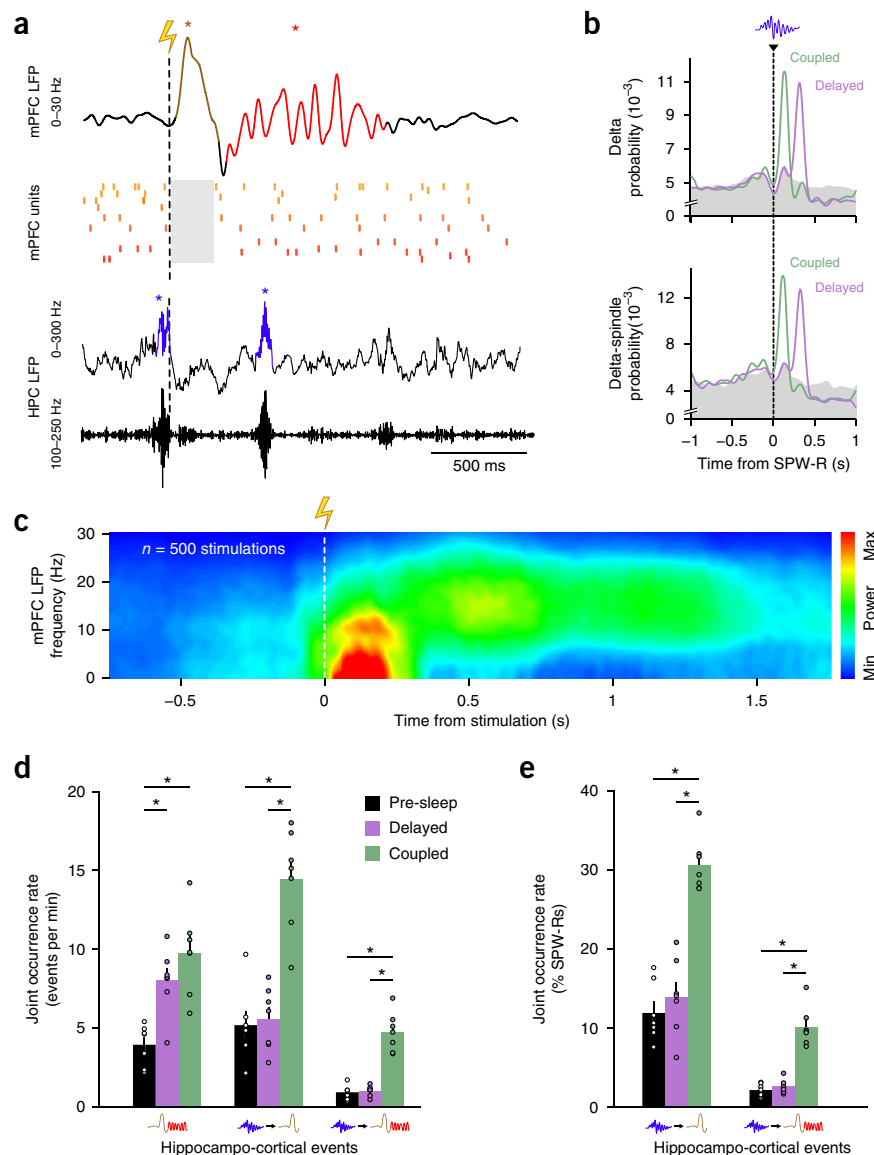 a
*
*
mPFC LFP
0–30 Hz
mPFC units
*
*
HPC LFP
0–300 Hz
100–250 Hz
500 ms
b
Coupled
Delayed
Delta
probability (10⁻³)
11
9
7
5
0
Coupled
Delayed
Delta-spindle
probability(10⁻³)
16
12
8
4
0
−1 −0.5 0 0.5 1
Time from SPW-R (s)
c
n = 500 stimulations
mPFC LFP
frequency (Hz)
30
20
10
0
−0.5 0 0.5 1 1.5
Time from stimulation (s)
Min Power Max
d
Joint occurrence rate
(events per min)
20
15
10
5
0
* *
* *
* *
Pre-sleep
Delayed
Coupled
Hippocampo-cortical events
e
Joint occurrence rate
(% SPW-Rs)
40
30
20
10
0
* *
* *
Hippocampo-cortical events